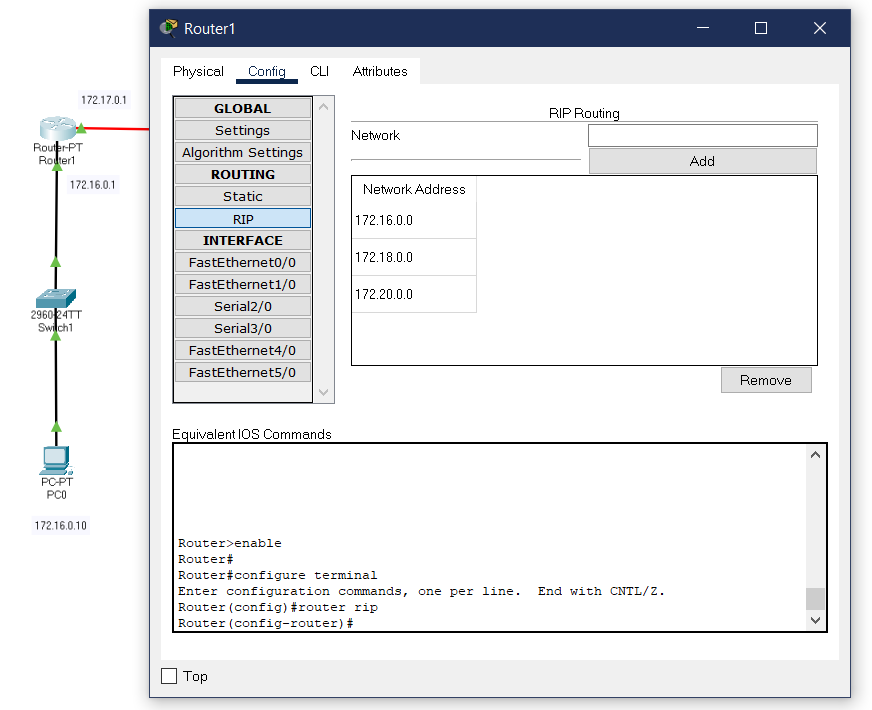 Router1
Physical Config CLI Attributes
172.17.0.1
Router-PT
Router1
172.16.0.1
2960-24TT
Switch1
PC-PT
PC0
172.16.0.10
GLOBAL
Settings
Algorithm Settings
ROUTING
Static
RIP
INTERFACE
FastEthernet0/0
FastEthernet1/0
Serial2/0
Serial3/0
FastEthernet4/0
FastEthernet5/0
RIP Routing
Network
Add
Network Address
172.16.0.0
172.18.0.0
172.20.0.0
Remove
Equivalent IOS Commands
Router>enable
Router#
Router#configure terminal
Enter configuration commands, one per line.  End with CNTL/Z.
Router(config)#router rip
Router(config-router)#
Top